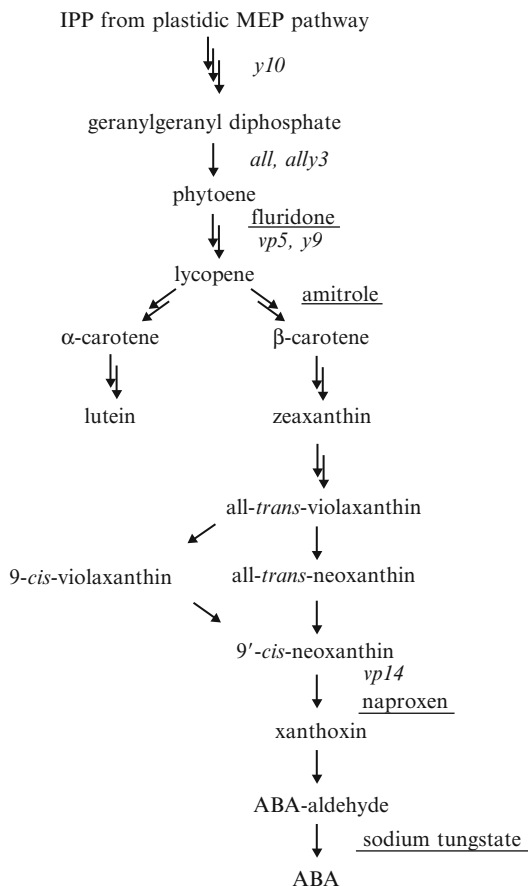 IPP from plastidic MEP pathway
y10
geranylgeranyl diphosphate
all, ally3
phytoene
fluridone
vp5, y9
lycopene
amitrole
α-carotene
β-carotene
lutein
zeaxanthin
all-trans-violaxanthin
9-cis-violaxanthin
all-trans-neoxanthin
9′-cis-neoxanthin
vp14
naproxen
xanthoxin
ABA-aldehyde
sodium tungstate
ABA